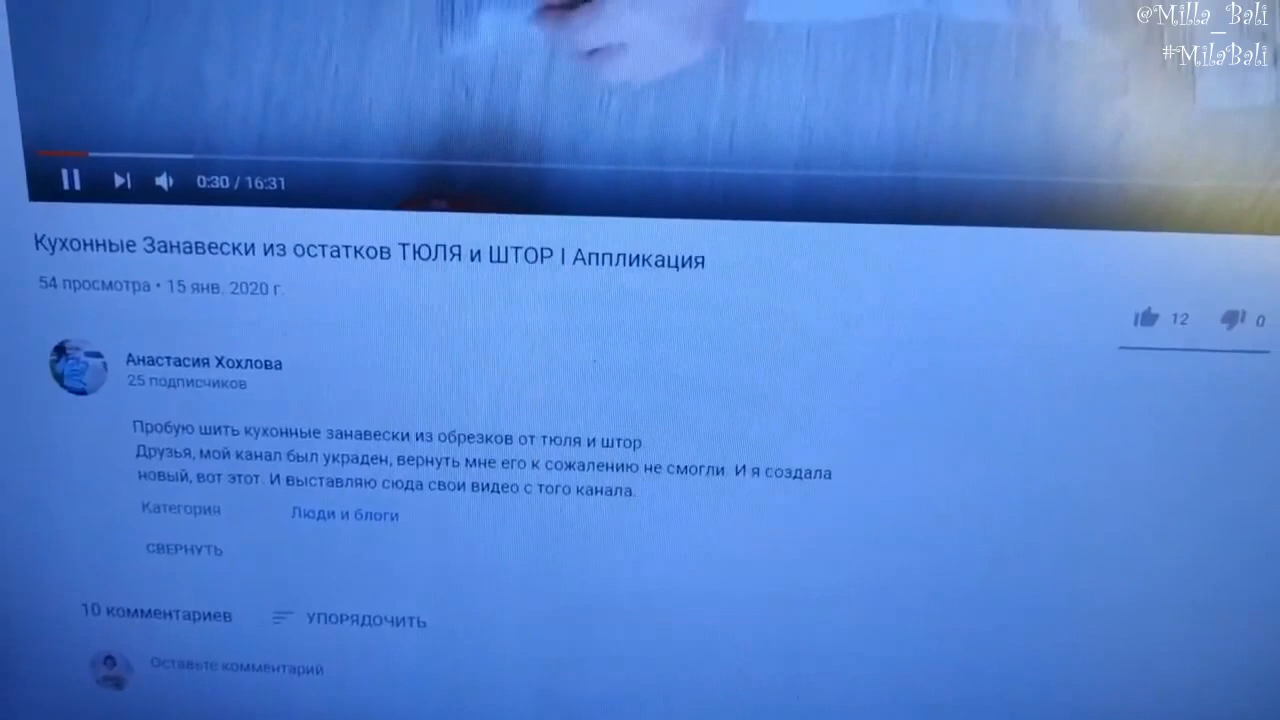 @Milla_Bali
#MilaBali
0:30 / 16:31
Кухонные Занавески из остатков ТЮЛЯ и ШТОР I Аппликация
54 просмотра • 15 янв. 2020 г.
12 0
Анастасия Хохлова
25 подписчиков
Пробую шить кухонные занавески из обрезков от тюля и штор
Друзья, мой канал был украден, вернуть мне его к сожалению не смогли. И я создала
новый, вот этот. И выставляю сюда свои видео с того канала.
Категория Люди и блоги
СВЕРНУТЬ
10 комментариев УПОРЯДОЧИТЬ
Оставьте комментарий